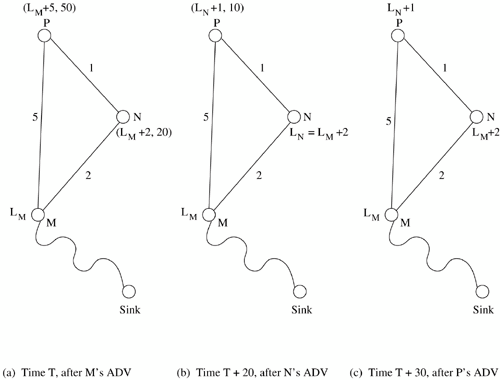 (L_M+5, 50)
P
1
5
N
(L_M+2, 20)
2
L_M
M
Sink
(a) Time T, after M's ADV
(L_N+1, 10)
P
1
5
N
L_N = L_M+2
2
L_M
M
Sink
(b) Time T + 20, after N's ADV
L_N+1
P
1
5
N
L_M+2
2
L_M
M
Sink
(c) Time T + 30, after P's ADV